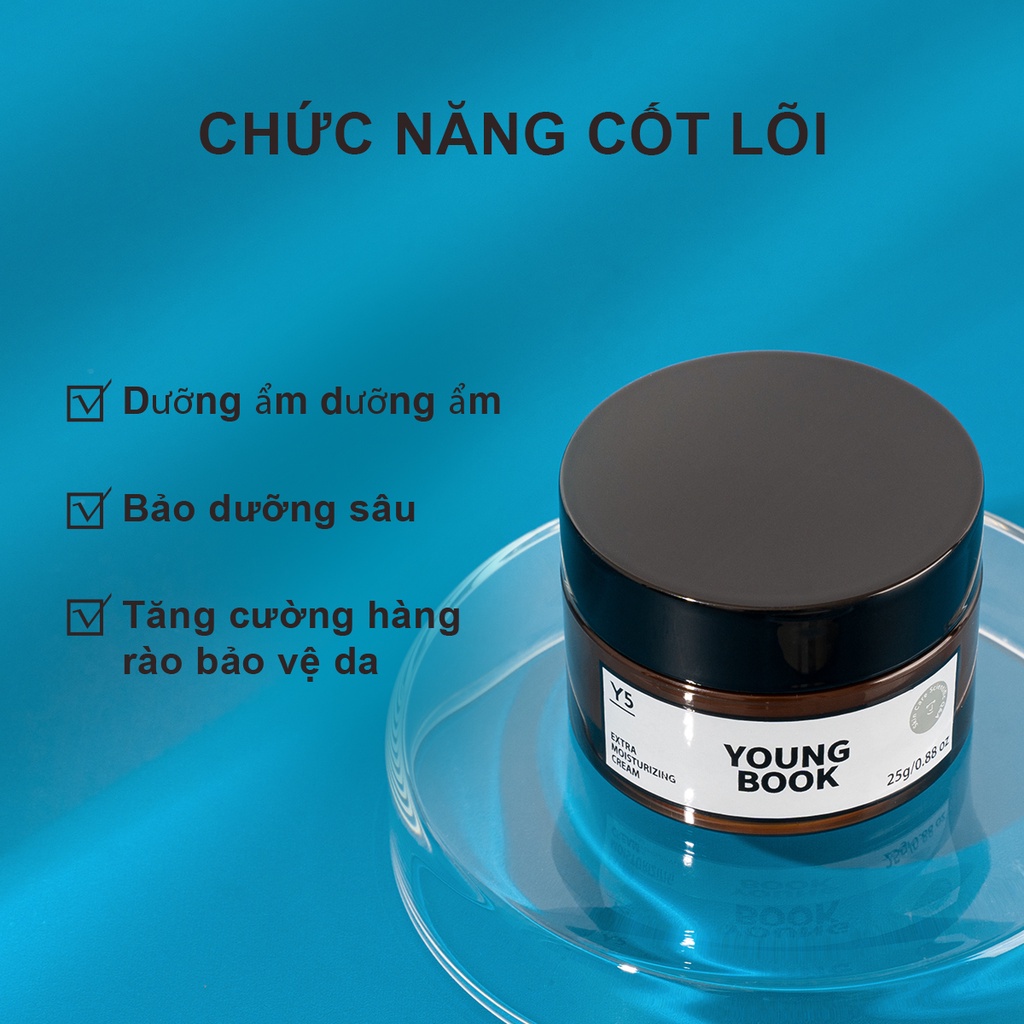 CHỨC NĂNG CỐT LÕI
Dưỡng ẩm dưỡng ẩm
Bảo dưỡng sâu
Tăng cường hàng
rào bảo vệ da
Y5
EXTRA
MOISTURIZING
CREAM
YOUNG
BOOK
25g/0.88 oz